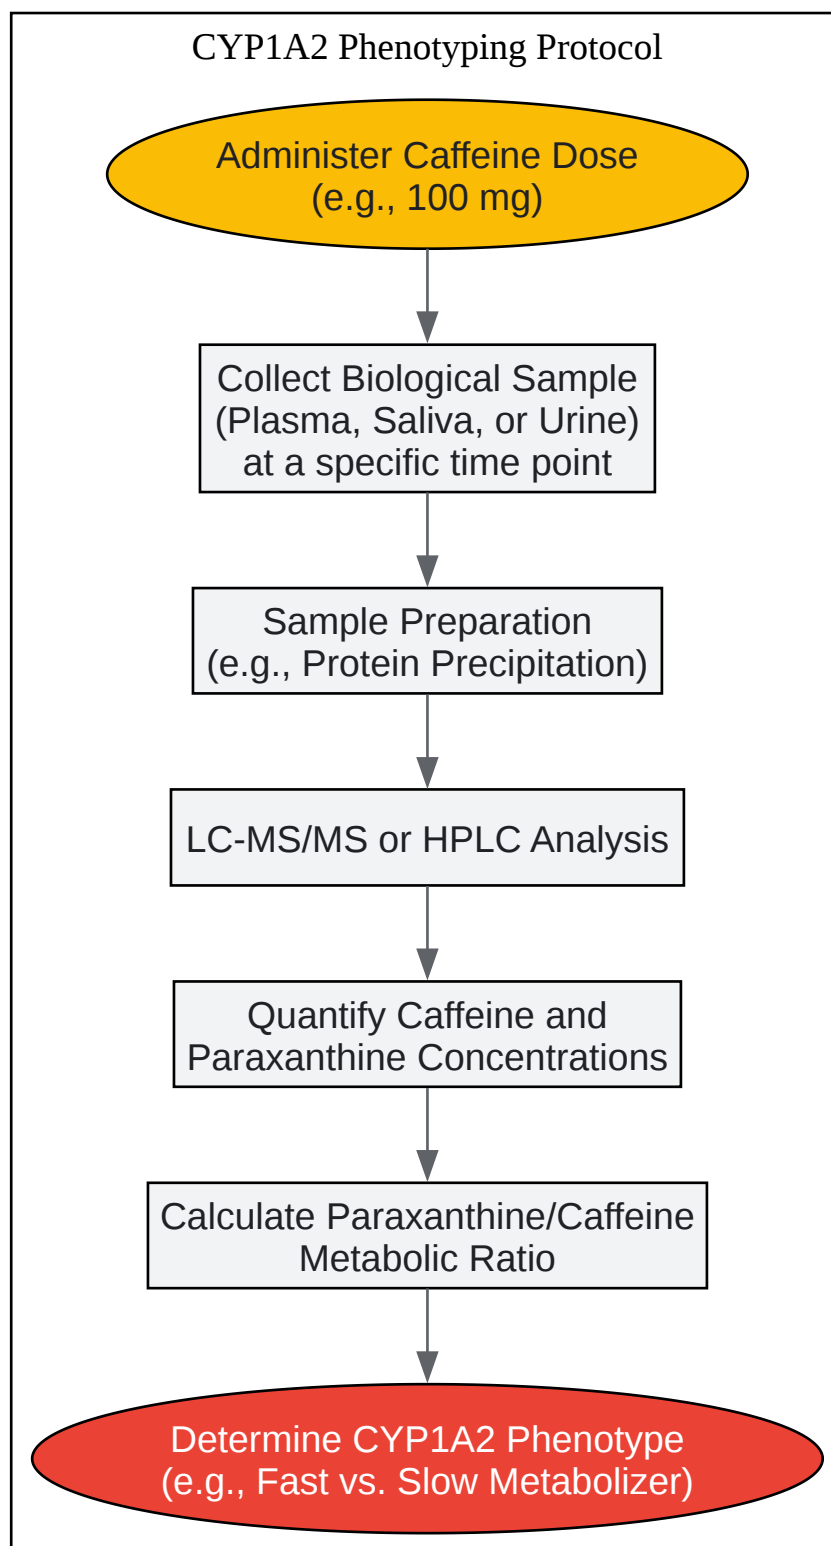 CYP1A2 Phenotyping Protocol
Administer Caffeine Dose
(e.g., 100 mg)
Collect Biological Sample
(Plasma, Saliva, or Urine)
at a specific time point
Sample Preparation
(e.g., Protein Precipitation)
LC-MS/MS or HPLC Analysis
Quantify Caffeine and
Paraxanthine Concentrations
Calculate Paraxanthine/Caffeine
Metabolic Ratio
Determine CYP1A2 Phenotype
(e.g., Fast vs. Slow Metabolizer)